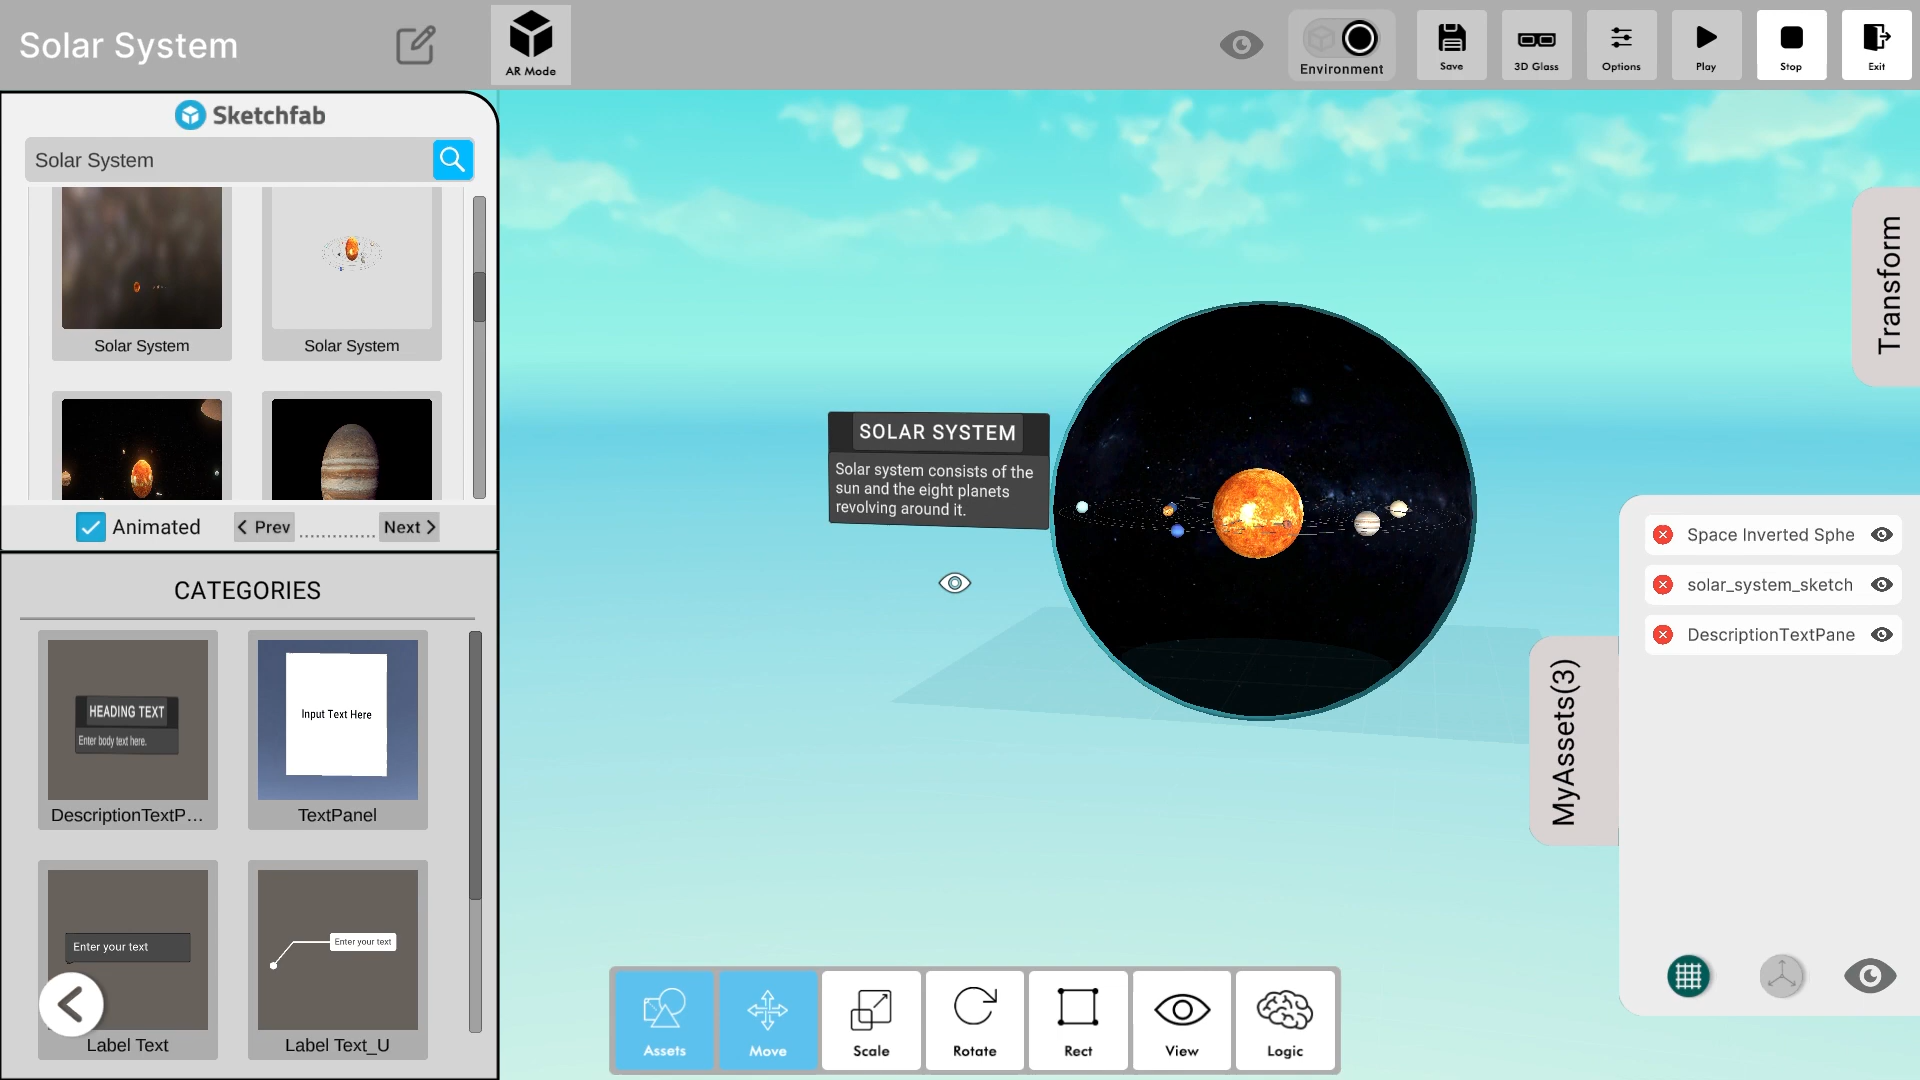 Solar System
AR Mode
Environment
Save
3D Glass
Options
Play
Stop
Exit
Sketchfab
Solar System
Solar System
Solar System
Animated
Prev
Next
CATEGORIES
HEADING TEXT
Enter body text here.
DescriptionTextP...
Input Text Here
TextPanel
Enter your text
Label Text
Enter your text
Label Text_U
SOLAR SYSTEM
Solar system consists of the
sun and the eight planets
revolving around it.
Transform
MyAssets(3)
Space Inverted Sphe
solar_system_sketch
DescriptionTextPane
Assets
Move
Scale
Rotate
Rect
View
Logic